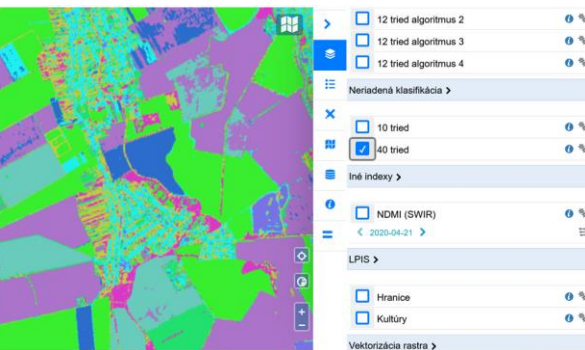 12 tried algoritmus 2
12 tried algoritmus 3
12 tried algoritmus 4
Neriadená klasifikácia >
10 tried
40 tried
Iné indexy >
NDMI (SWIR)
< 2020-04-21 >
LPIS >
Hranice
Kultúry
Vektorizácia rastra >